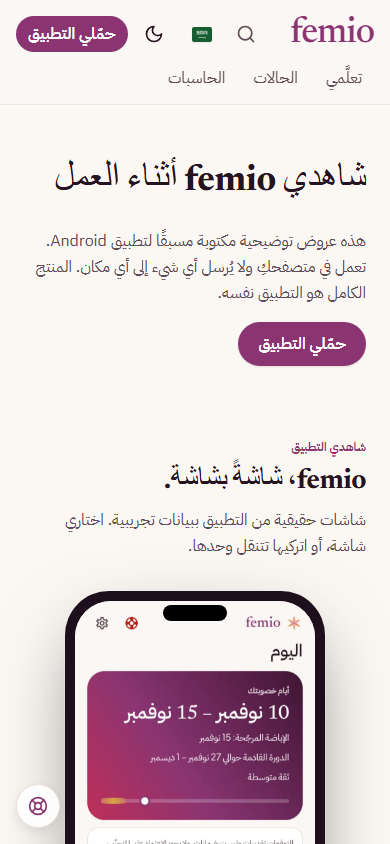 femio
حمّلي التطبيق
تعلَّمي
الحالات
الحاسبات
شاهدي femio أثناء العمل
هذه عروض توضيحية مكتوبة مسبقًا لتطبيق Android.
تعمل في متصفحكِ ولا يُرسل أي شيء إلى أي مكان. المنتج
الكامل هو التطبيق نفسه.
حمّلي التطبيق
شاهدي التطبيق
femio، شاشةً بشاشة.
شاشات حقيقية من التطبيق ببيانات تجريبية. اختاري
شاشة، أو اتركيها تتنقل وحدها.
femio
اليوم
أيام خصوبتك
10 نوفمبر – 15 نوفمبر
الإباضة المرجّحة: 15 نوفمبر
الدورة القادمة حوالي 27 نوفمبر – 1 ديسمبر
ثقة متوسطة